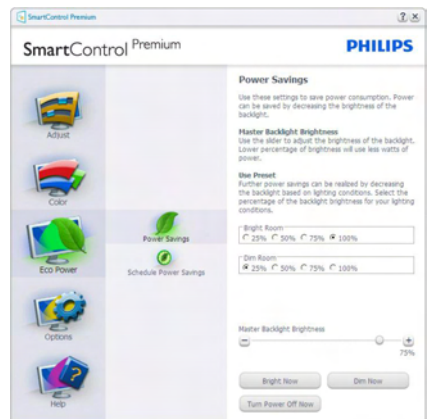 SmartControl Premium
SmartControl Premium
PHILIPS
Adjust
Color
Eco Power
Options
Help
Power Savings
Schedule Power Savings
Power Savings
Use these settings to save power consumption. Power
can be saved by decreasing the brightness of the
backlight.
Master Backlight Brightness
Use the slider to adjust the brightness of the backlight.
Lower percentage of brightness will use less watts of
power.
Use Preset
Further power savings can be realized by decreasing
the backlight based on lighting conditions. Select the
percentage of the backlight brightness for your lighting
conditions.
Bright Room
25% 50% 75% 100%
Dim Room
25% 50% 75% 100%
Master Backlight Brightness
75%
Bright Now
Dim Now
Turn Power Off Now